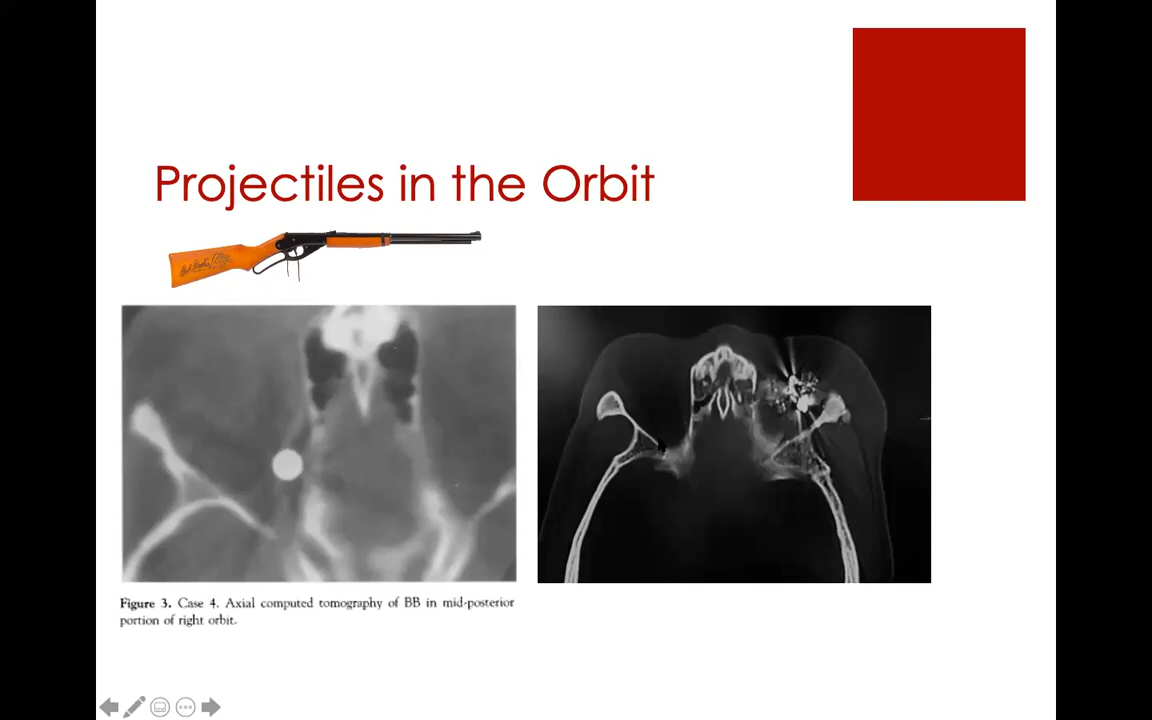 Projectiles in the Orbit
Figure 3. Case 4. Axial computed tomography of BB in mid-posterior
portion of right orbit.